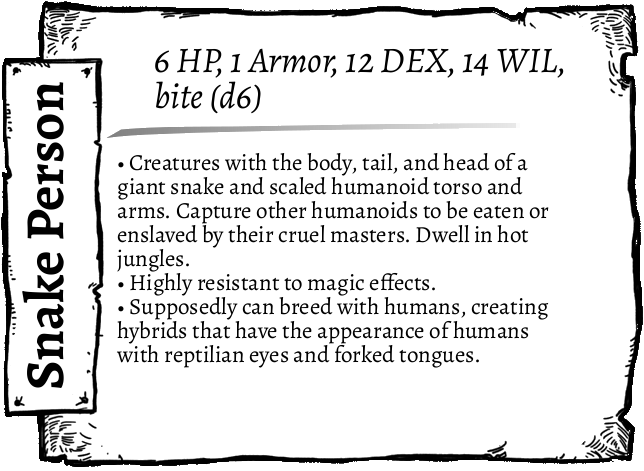 Snake Person
6 HP, 1 Armor, 12 DEX, 14 WIL,
bite (d6)
• Creatures with the body, tail, and head of a
giant snake and scaled humanoid torso and
arms. Capture other humanoids to be eaten or
enslaved by their cruel masters. Dwell in hot
jungles.
• Highly resistant to magic effects.
• Supposedly can breed with humans, creating
hybrids that have the appearance of humans
with reptilian eyes and forked tongues.